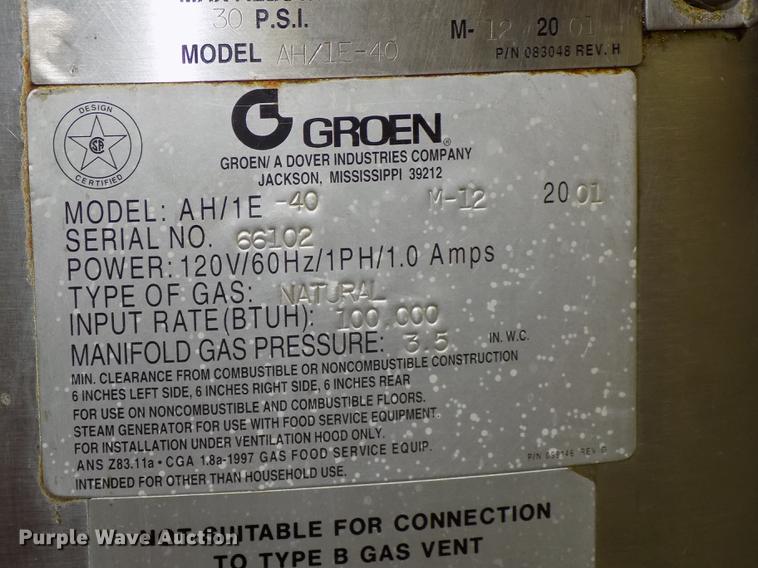 30 P.S.I.
MODEL AH/1E-40
M-12 2001
P/N 083048 REV. H
DESIGN
CERTIFIED
GROEN®
GROEN/ A DOVER INDUSTRIES COMPANY
JACKSON, MISSISSIPPI 39212
MODEL: AH/1E -40 M-12 2001
SERIAL NO. 66102
POWER: 120V/60Hz/1PH/1.0 Amps
TYPE OF GAS: NATURAL
INPUT RATE(BTUH): 100,000
MANIFOLD GAS PRESSURE: 3.5 IN. W.C.
MIN. CLEARANCE FROM COMBUSTIBLE OR NONCOMBUSTIBLE CONSTRUCTION
6 INCHES LEFT SIDE, 6 INCHES RIGHT SIDE, 6 INCHES REAR
FOR USE ON NONCOMBUSTIBLE AND COMBUSTIBLE FLOORS.
STEAM GENERATOR FOR USE WITH FOOD SERVICE EQUIPMENT.
FOR INSTALLATION UNDER VENTILATION HOOD ONLY.
ANS Z83.11a • CGA 1.8a-1997 GAS FOOD SERVICE EQUIP.
INTENDED FOR OTHER THAN HOUSEHOLD USE.
NOT SUITABLE FOR CONNECTION
TO TYPE B GAS VENT
Purple Wave Auction